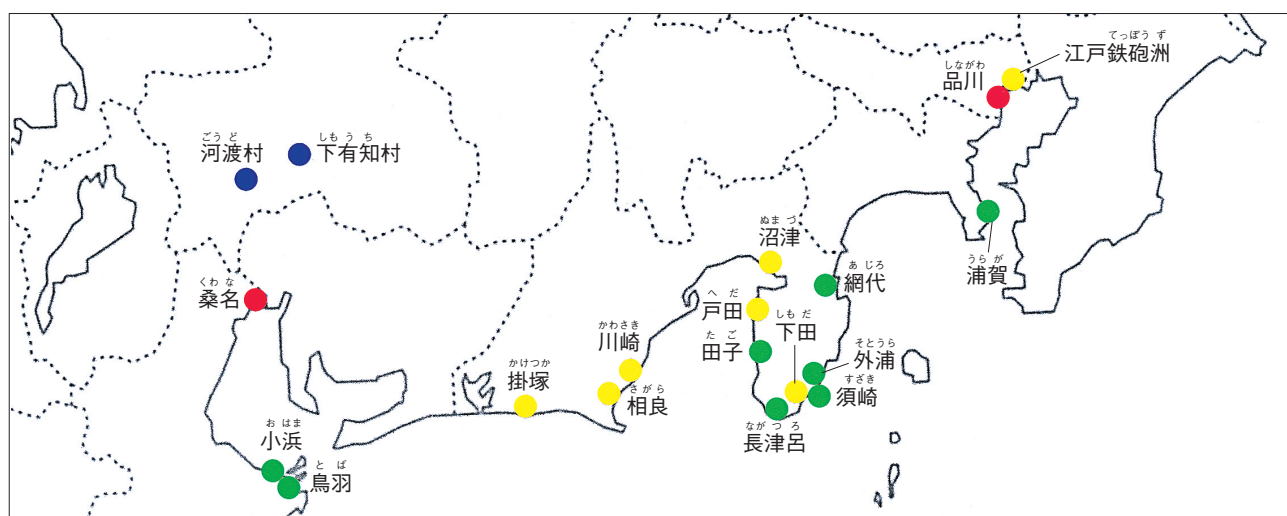 てっぽうず
江戸鉄砲洲
しながわ
品川
ごうど
河渡村
しもうち
下有知村
うらが
浦賀
ぬまづ
沼津
あじろ
網代
くわな
桑名
へだ
戸田
しもだ
下田
かわさき
川崎
たご
田子
そとうら
外浦
かけつか
掛塚
さがら
相良
すざき
須崎
ながつろ
長津呂
おはま
小浜
とば
鳥羽